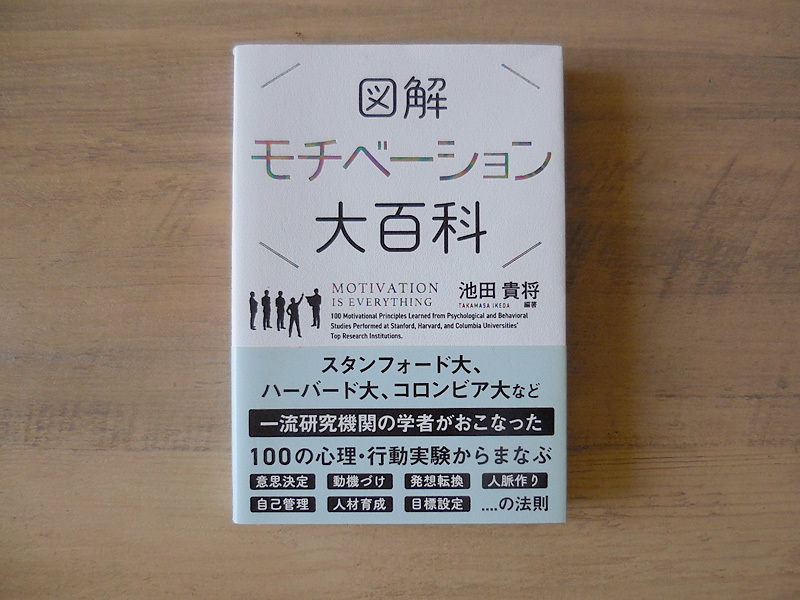 図解
モチベーション
大百科
MOTIVATION
IS EVERYTHING
池田 貴将
TAKAMASA IKEDA
編著
100 Motivational Principles Learned from Psychological and Behavioral
Studies Performed at Stanford, Harvard, and Columbia Universities'
Top Research Institutions.
スタンフォード大、
ハーバード大、コロンビア大など
一流研究機関の学者がおこなった
100の心理・行動実験からまなぶ
意思決定 動機づけ 発想転換 人脈作り
自己管理 人材育成 目標設定 ....の法則